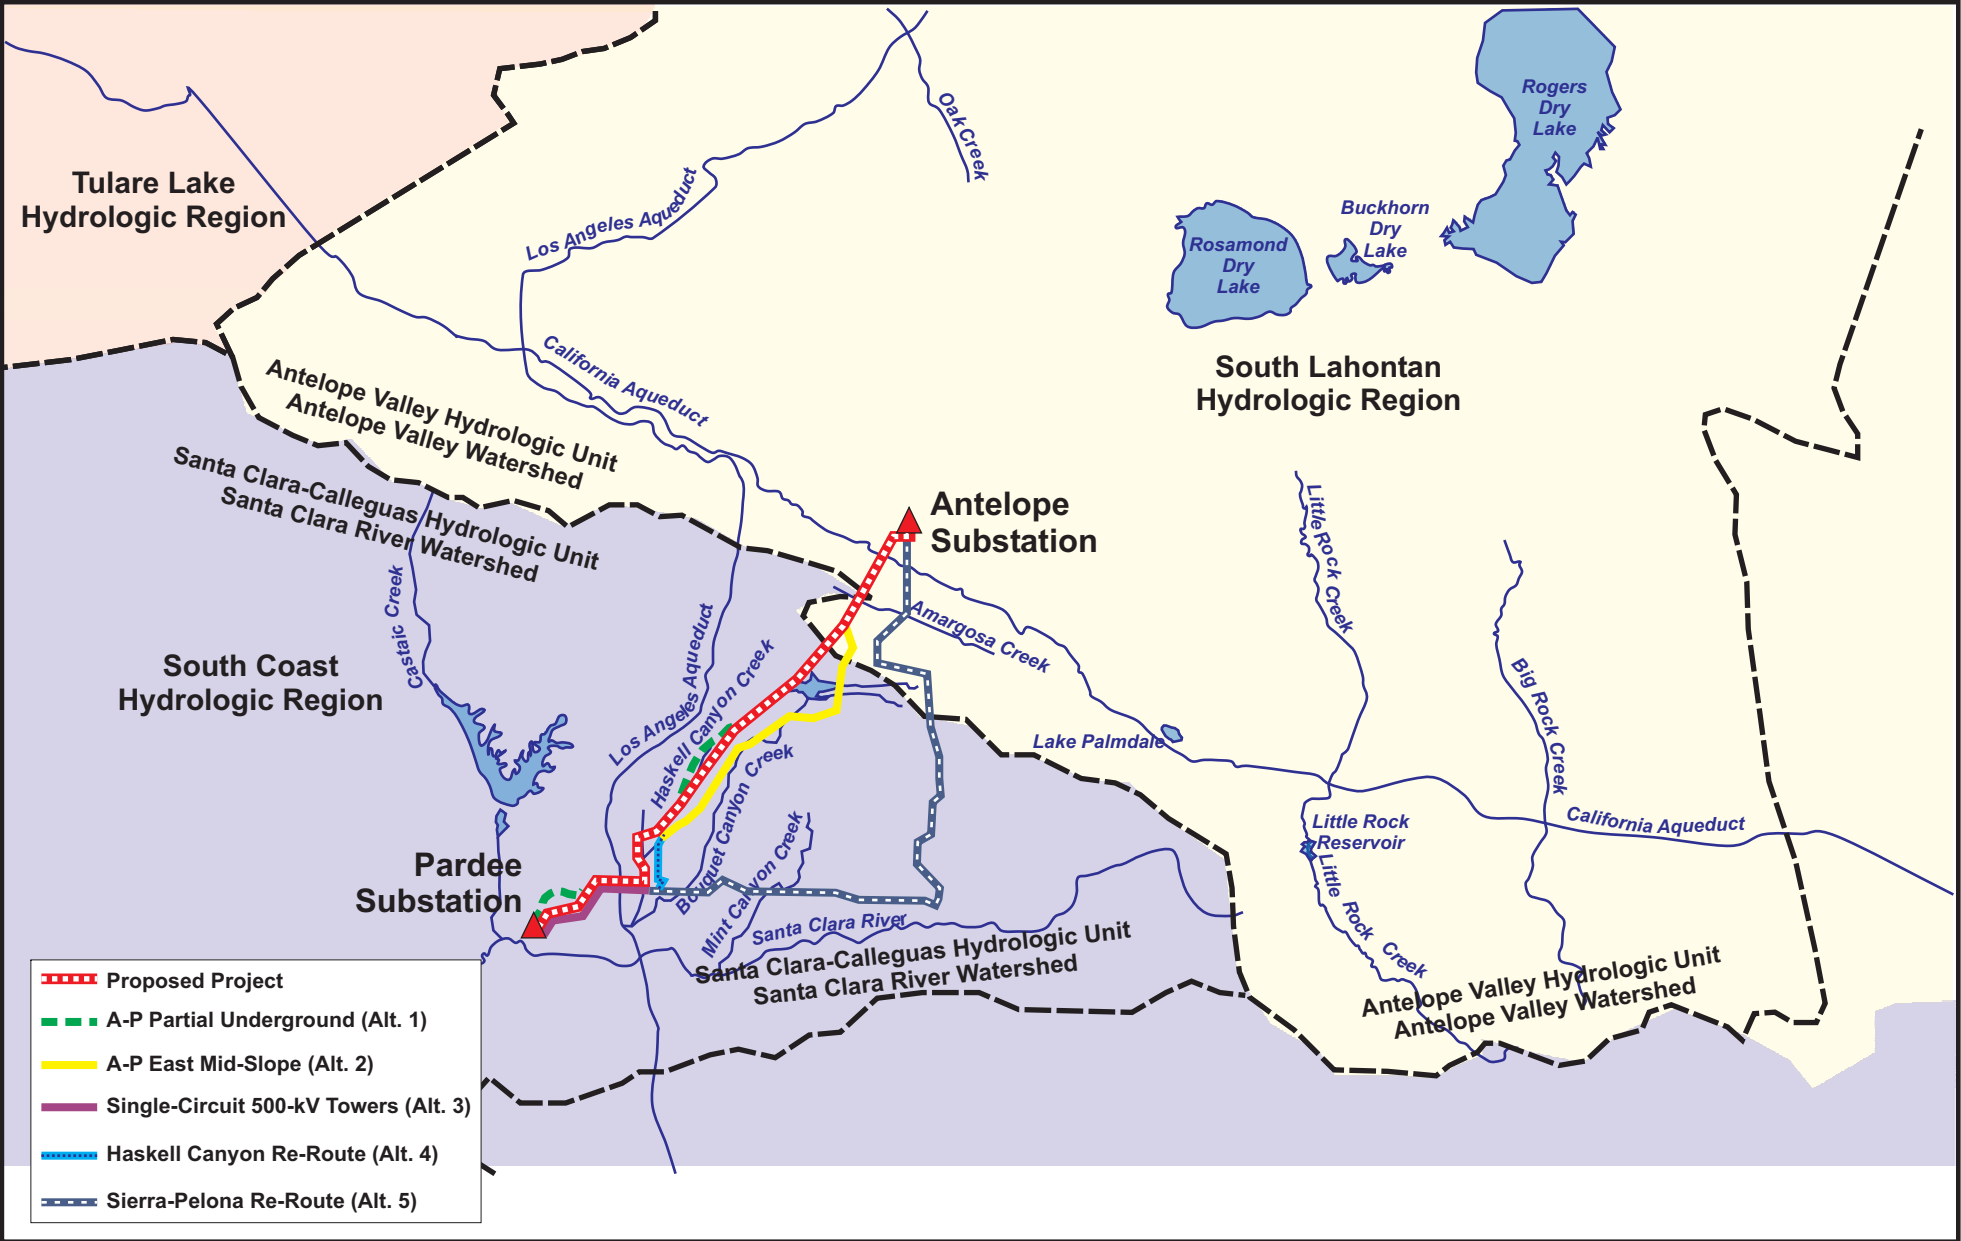 Rogers
Dry
Lake
Oak Creek
Tulare Lake
Hydrologic Region
Los Angeles Aqueduct
Buckhorn
Dry
Lake
Rosamond
Dry
Lake
South Lahontan
Hydrologic Region
California Aqueduct
Antelope Valley Hydrologic Unit
Antelope Valley Watershed
Santa Clara-Calleguas Hydrologic Unit
Santa Clara River Watershed
Antelope
Substation
Little Rock Creek
Castaic Creek
Amargosa Creek
South Coast
Hydrologic Region
Los Angeles Aqueduct
Haskell Canyon Creek
Big Rock Creek
Lake Palmdale
Bouquet Canyon Creek
Mint Canyon Creek
Little Rock
Reservoir
California Aqueduct
Pardee
Substation
Little Rock Creek
Santa Clara River
Santa Clara-Calleguas Hydrologic Unit
Santa Clara River Watershed
Antelope Valley Hydrologic Unit
Antelope Valley Watershed
Proposed Project
A-P Partial Underground (Alt. 1)
A-P East Mid-Slope (Alt. 2)
Single-Circuit 500-kV Towers (Alt. 3)
Haskell Canyon Re-Route (Alt. 4)
Sierra-Pelona Re-Route (Alt. 5)